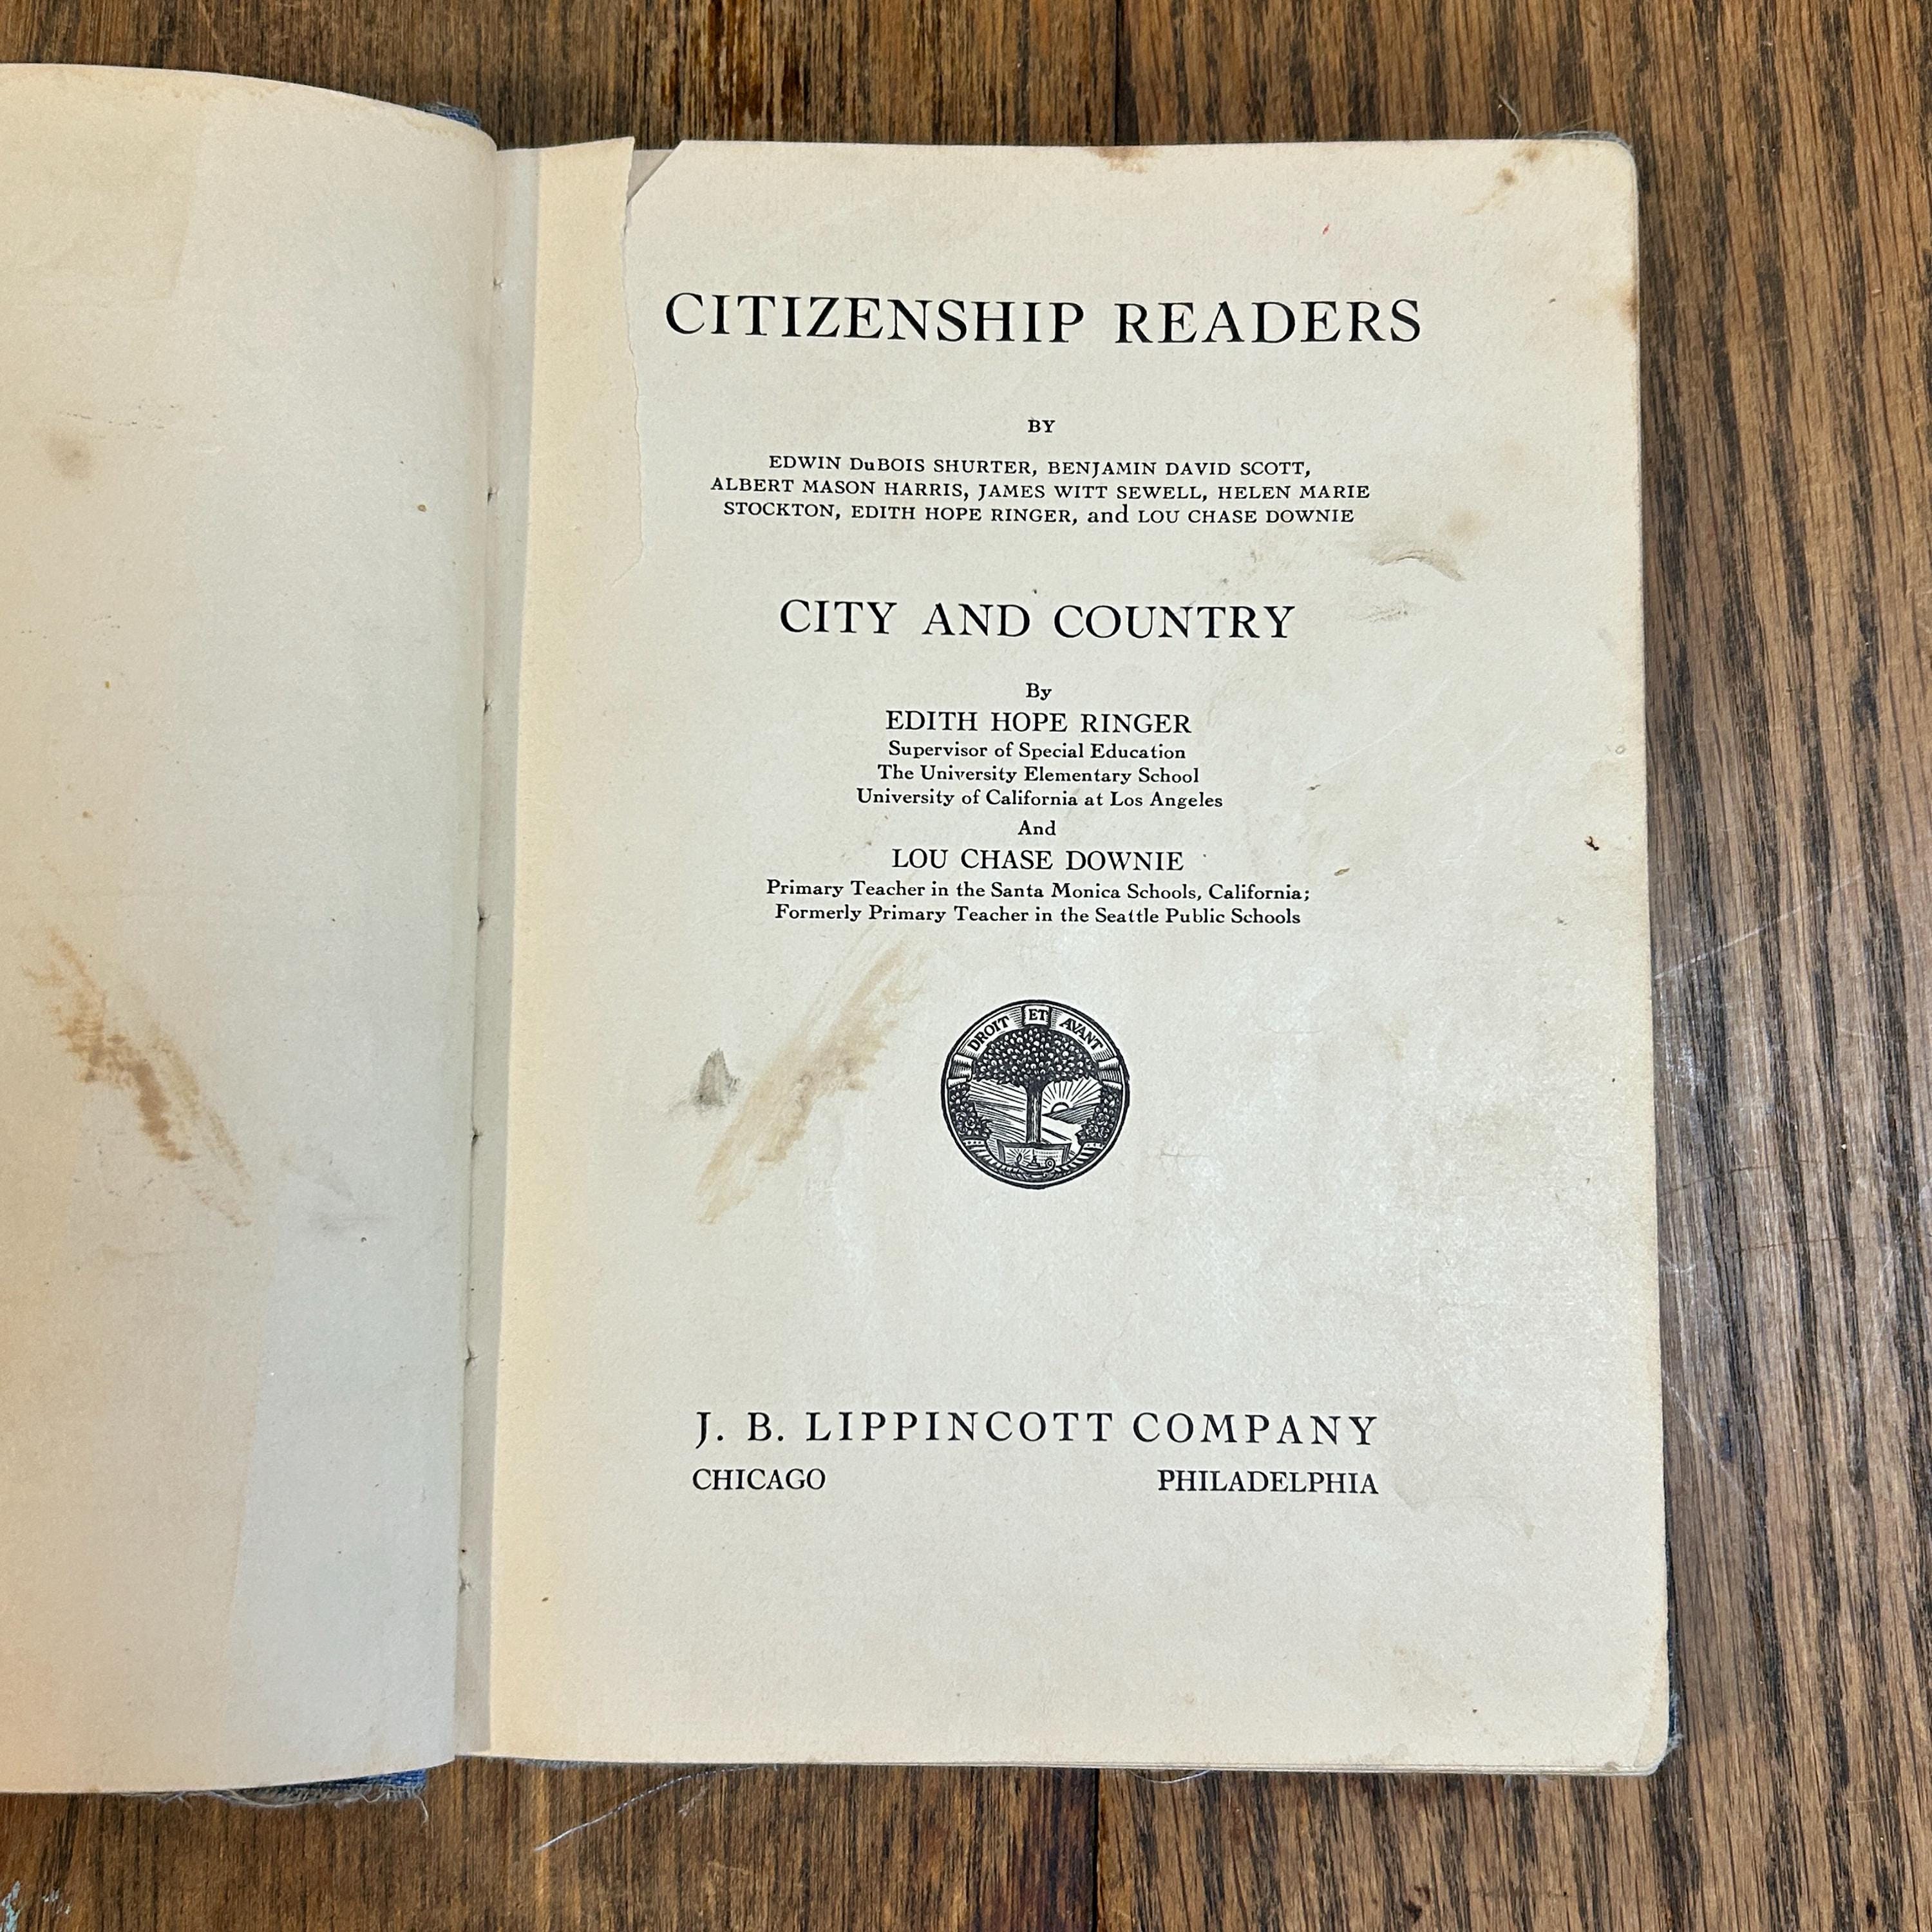 CITIZENSHIP READERS
BY
EDWIN DuBOIS SHURTER, BENJAMIN DAVID SCOTT,
ALBERT MASON HARRIS, JAMES WITT SEWELL, HELEN MARIE
STOCKTON, EDITH HOPE RINGER, and LOU CHASE DOWNIE
CITY AND COUNTRY
By
EDITH HOPE RINGER
Supervisor of Special Education
The University Elementary School
University of California at Los Angeles
And
LOU CHASE DOWNIE
Primary Teacher in the Santa Monica Schools, California;
Formerly Primary Teacher in the Seattle Public Schools
DROIT ET AVANT
J. B. LIPPINCOTT COMPANY
CHICAGO PHILADELPHIA